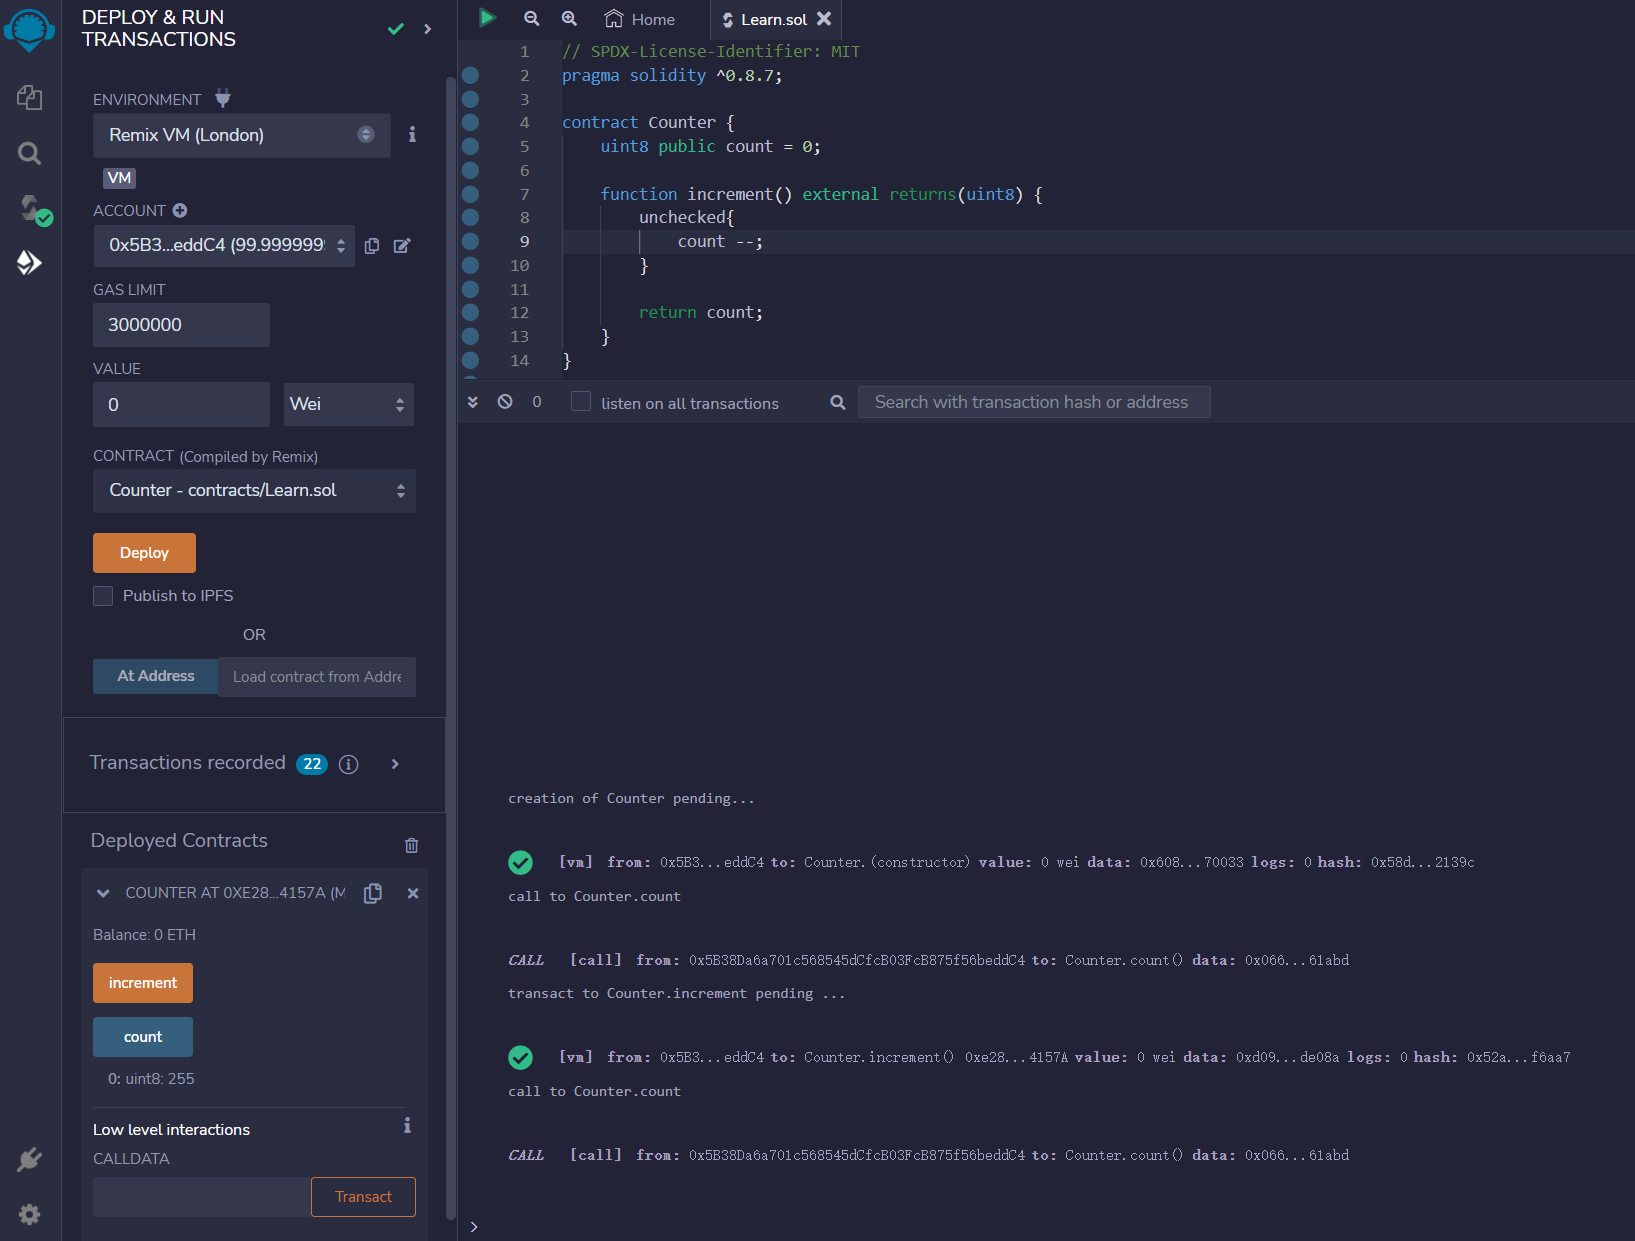 DEPLOY & RUN
TRANSACTIONS
ENVIRONMENT
Remix VM (London)
VM
ACCOUNT
0x5B3...eddC4 (99.999999
GAS LIMIT
3000000
VALUE
0
Wei
CONTRACT (Compiled by Remix)
Counter - contracts/Learn.sol
Deploy
Publish to IPFS
OR
At Address
Load contract from Addre
Transactions recorded 22
Deployed Contracts
COUNTER AT 0XE28...4157A (M
Balance: 0 ETH
increment
count
0: uint8: 255
Low level interactions
CALLDATA
Transact
Home
Learn.sol
1 // SPDX-License-Identifier: MIT
2 pragma solidity ^0.8.7;
3
4 contract Counter {
5 uint8 public count = 0;
6
7 function increment() external returns(uint8) {
8 unchecked{
9 count --;
10 }
11
12 return count;
13 }
14 }
0
listen on all transactions
Search with transaction hash or address
creation of Counter pending...
[vm] from: 0x5B3...eddC4 to: Counter.(constructor) value: 0 wei data: 0x608...70033 logs: 0 hash: 0x58d...2139c
call to Counter.count
CALL [call] from: 0x5B38Da6a701c568545dCfcB03FcB875f56beddC4 to: Counter.count() data: 0x066...61abd
transact to Counter.increment pending ...
[vm] from: 0x5B3...eddC4 to: Counter.increment() 0xe28...4157A value: 0 wei data: 0xd09...de08a logs: 0 hash: 0x52a...f6aa7
call to Counter.count
CALL [call] from: 0x5B38Da6a701c568545dCfcB03FcB875f56beddC4 to: Counter.count() data: 0x066...61abd
>